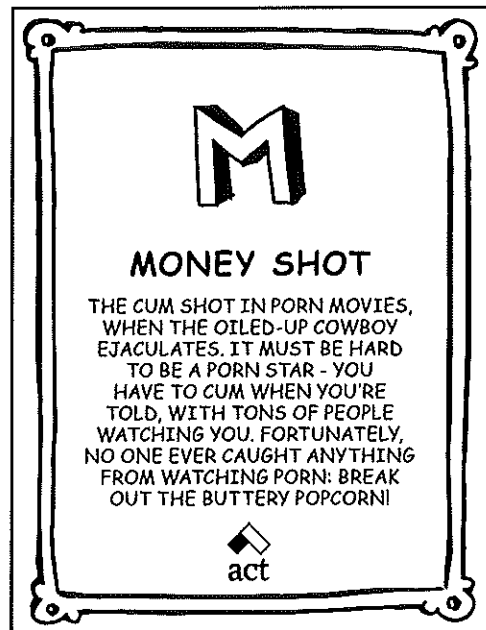 M
MONEY SHOT
THE CUM SHOT IN PORN MOVIES,
WHEN THE OILED-UP COWBOY
EJACULATES. IT MUST BE HARD
TO BE A PORN STAR - YOU
HAVE TO CUM WHEN YOU'RE
TOLD, WITH TONS OF PEOPLE
WATCHING YOU. FORTUNATELY,
NO ONE EVER CAUGHT ANYTHING
FROM WATCHING PORN: BREAK
OUT THE BUTTERY POPCORN!
act